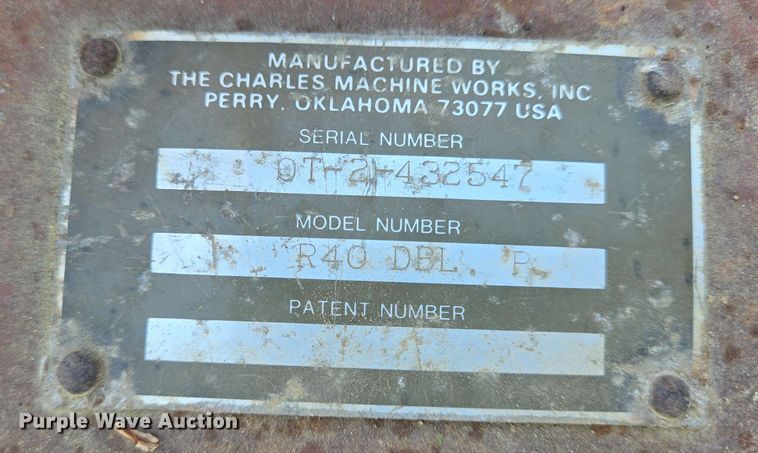 MANUFACTURED BY
THE CHARLES MACHINE WORKS, INC
PERRY, OKLAHOMA 73077 USA
SERIAL NUMBER
0T-2-432547
MODEL NUMBER
R40 DBL. P.
PATENT NUMBER
Purple Wave Auction